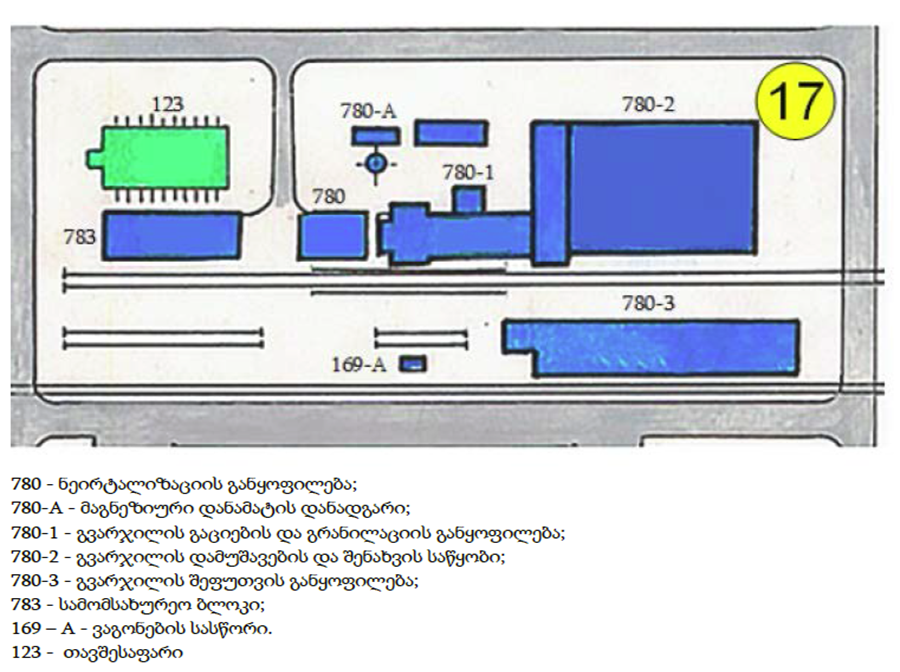 123
17
780-A
780-2
780-1
780
783
780-3
169-A
780 - ნეირტალიზაციის განყოფილება;
780-A - მაგნეზიური დანამატის დანადგარი;
780-1 - გვარჯილის გაციების და გრანილაციის განყოფილება;
780-2 - გვარჯილის დამუშავების და შენახვის საწყობი;
780-3 - გვარჯილის შეფუთვის განყოფილება;
783 - სამომსახურეო ბლოკი;
169 – A - ვაგონების სასწორი.
123 - თავშესაფარი